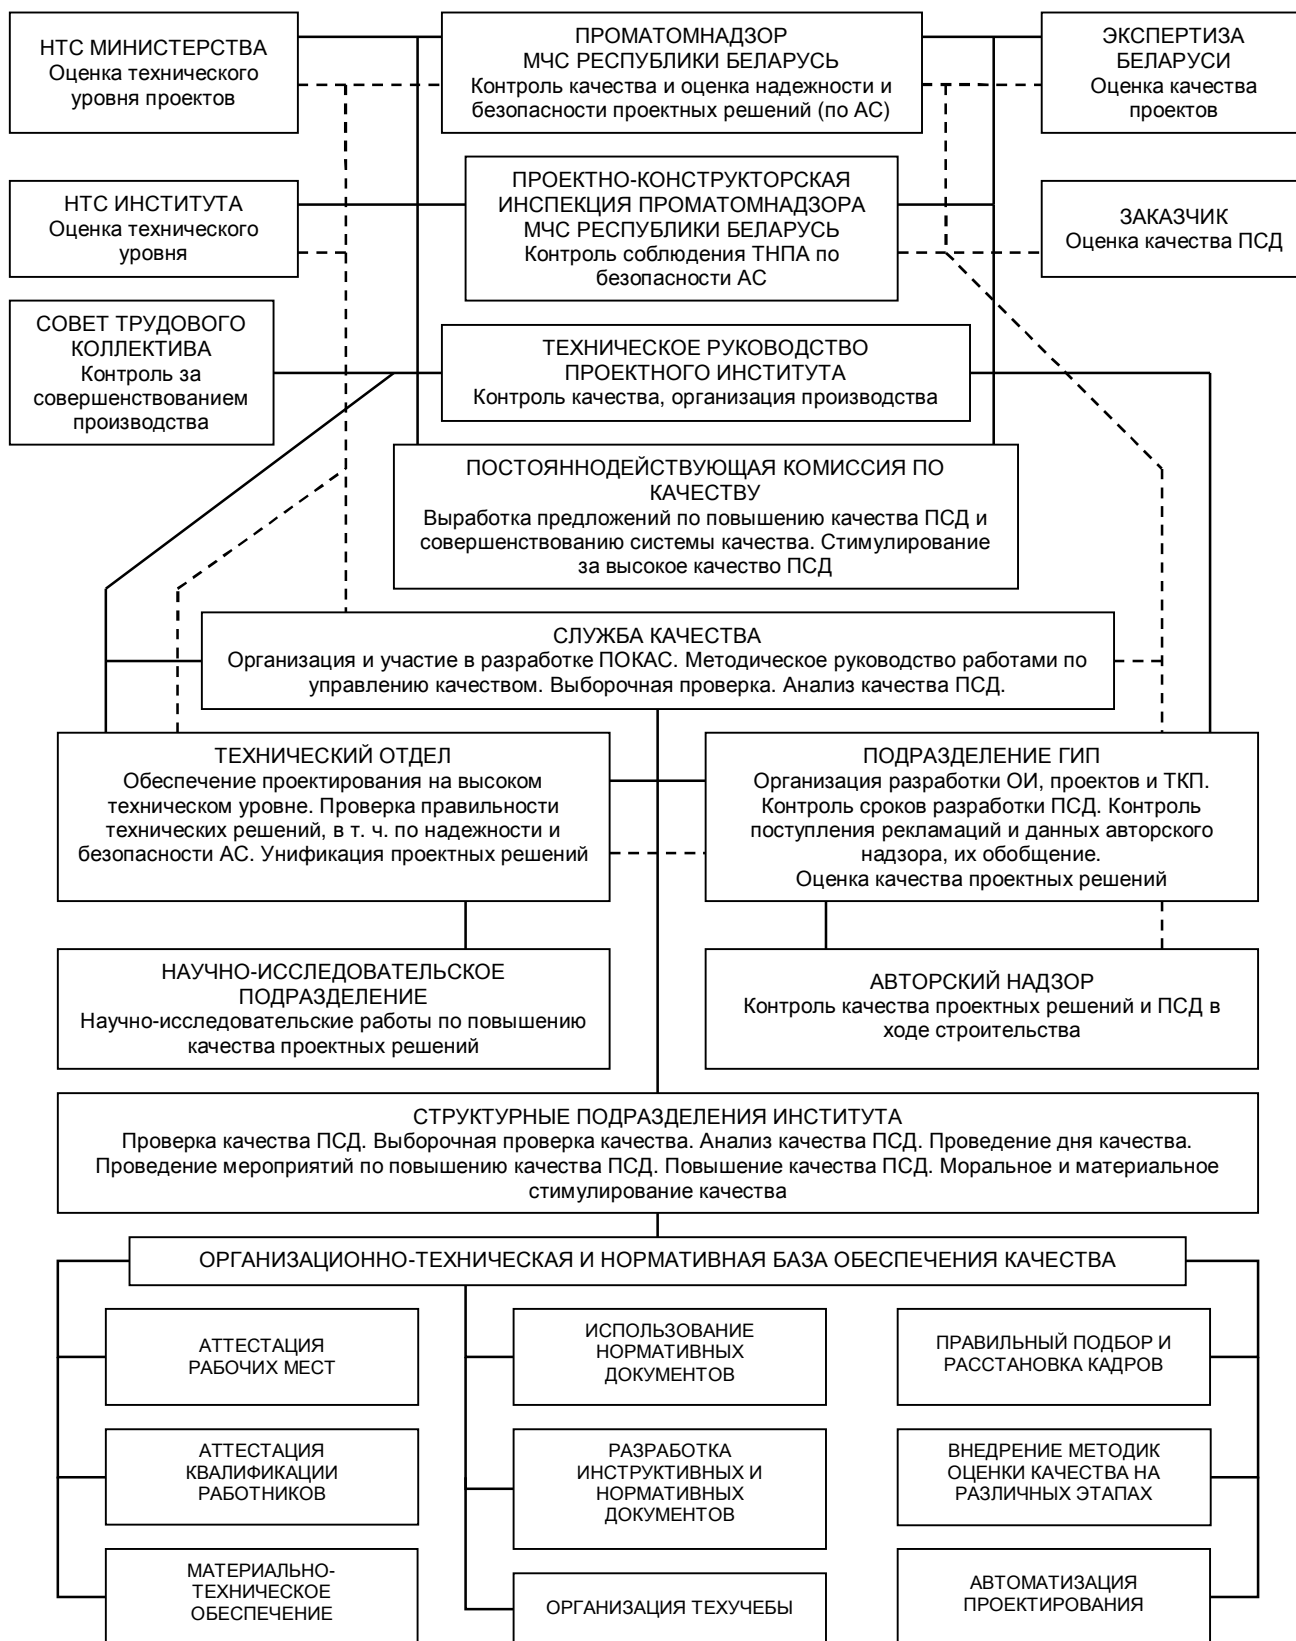 НТС МИНИСТЕРСТВА
Оценка технического
уровня проектов
ПРОМАТОМНАДЗОР
МЧС РЕСПУБЛИКИ БЕЛАРУСЬ
Контроль качества и оценка надежности и
безопасности проектных решений (по АС)
ЭКСПЕРТИЗА
БЕЛАРУСИ
Оценка качества
проектов
НТС ИНСТИТУТА
Оценка технического
уровня
ПРОЕКТНО-КОНСТРУКТОРСКАЯ
ИНСПЕКЦИЯ ПРОМАТОМНАДЗОРА
МЧС РЕСПУБЛИКИ БЕЛАРУСЬ
Контроль соблюдения ТНПА по
безопасности АС
ЗАКАЗЧИК
Оценка качества ПСД
СОВЕТ ТРУДОВОГО
КОЛЛЕКТИВА
Контроль за
совершенствованием
производства
ТЕХНИЧЕСКОЕ РУКОВОДСТВО
ПРОЕКТНОГО ИНСТИТУТА
Контроль качества, организация производства
ПОСТОЯННОДЕЙСТВУЮЩАЯ КОМИССИЯ ПО
КАЧЕСТВУ
Выработка предложений по повышению качества ПСД и
совершенствованию системы качества. Стимулирование
за высокое качество ПСД
СЛУЖБА КАЧЕСТВА
Организация и участие в разработке ПОКАС. Методическое руководство работами по
управлению качеством. Выборочная проверка. Анализ качества ПСД.
ТЕХНИЧЕСКИЙ ОТДЕЛ
Обеспечение проектирования на высоком
техническом уровне. Проверка правильности
технических решений, в т. ч. по надежности и
безопасности АС. Унификация проектных решений
ПОДРАЗДЕЛЕНИЕ ГИП
Организация разработки ОИ, проектов и ТКП.
Контроль сроков разработки ПСД. Контроль
поступления рекламаций и данных авторского
надзора, их обобщение.
Оценка качества проектных решений
НАУЧНО-ИССЛЕДОВАТЕЛЬСКОЕ
ПОДРАЗДЕЛЕНИЕ
Научно-исследовательские работы по повышению
качества проектных решений
АВТОРСКИЙ НАДЗОР
Контроль качества проектных решений и ПСД в
ходе строительства
СТРУКТУРНЫЕ ПОДРАЗДЕЛЕНИЯ ИНСТИТУТА
Проверка качества ПСД. Выборочная проверка качества. Анализ качества ПСД. Проведение дня качества.
Проведение мероприятий по повышению качества ПСД. Повышение качества ПСД. Моральное и материальное
стимулирование качества
ОРГАНИЗАЦИОННО-ТЕХНИЧЕСКАЯ И НОРМАТИВНАЯ БАЗА ОБЕСПЕЧЕНИЯ КАЧЕСТВА
АТТЕСТАЦИЯ
РАБОЧИХ МЕСТ
ИСПОЛЬЗОВАНИЕ
НОРМАТИВНЫХ
ДОКУМЕНТОВ
ПРАВИЛЬНЫЙ ПОДБОР И
РАССТАНОВКА КАДРОВ
АТТЕСТАЦИЯ
КВАЛИФИКАЦИИ
РАБОТНИКОВ
РАЗРАБОТКА
ИНСТРУКТИВНЫХ И
НОРМАТИВНЫХ
ДОКУМЕНТОВ
ВНЕДРЕНИЕ МЕТОДИК
ОЦЕНКИ КАЧЕСТВА НА
РАЗЛИЧНЫХ ЭТАПАХ
МАТЕРИАЛЬНО-
ТЕХНИЧЕСКОЕ
ОБЕСПЕЧЕНИЕ
ОРГАНИЗАЦИЯ ТЕХУЧЕБЫ
АВТОМАТИЗАЦИЯ
ПРОЕКТИРОВАНИЯ